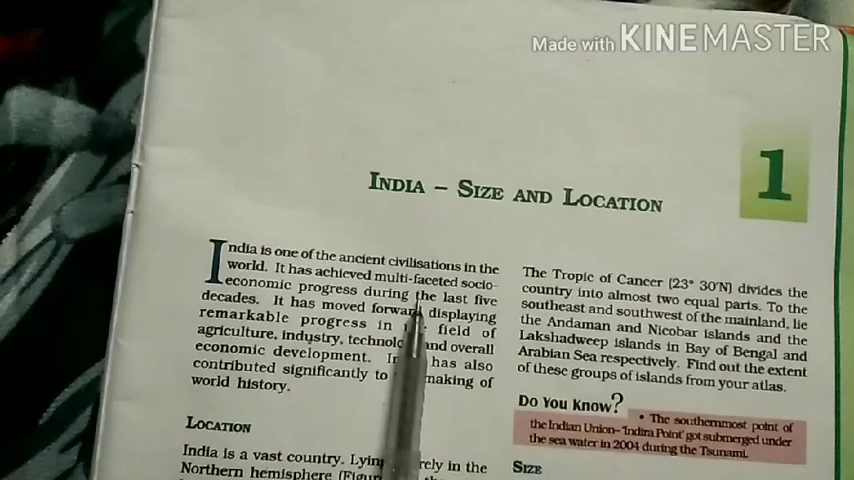 Made with KINEMASTER
1
INDIA – SIZE AND LOCATION
India is one of the ancient civilisations in the
world. It has achieved multi-faceted socio-
economic progress during the last five
decades. It has moved forward displaying
remarkable progress in field of
agriculture, industry, and overall
economic development. has also
contributed significantly to making of
world history.
LOCATION
India is a vast country. in the
Northern hemisphere
The Tropic of Cancer (23° 30'N) divides the
country into almost two equal parts. To the
southeast and southwest of the mainland, lie
the Andaman and Nicobar islands and the
Lakshadweep islands in Bay of Bengal and
Arabian Sea respectively. Find out the extent
of these groups of islands from your atlas.
DO YOU KNOW?
• The southernmost point of
the Indian Union– 'Indira Point' got submerged under
the sea water in 2004 during the Tsunami.
SIZE